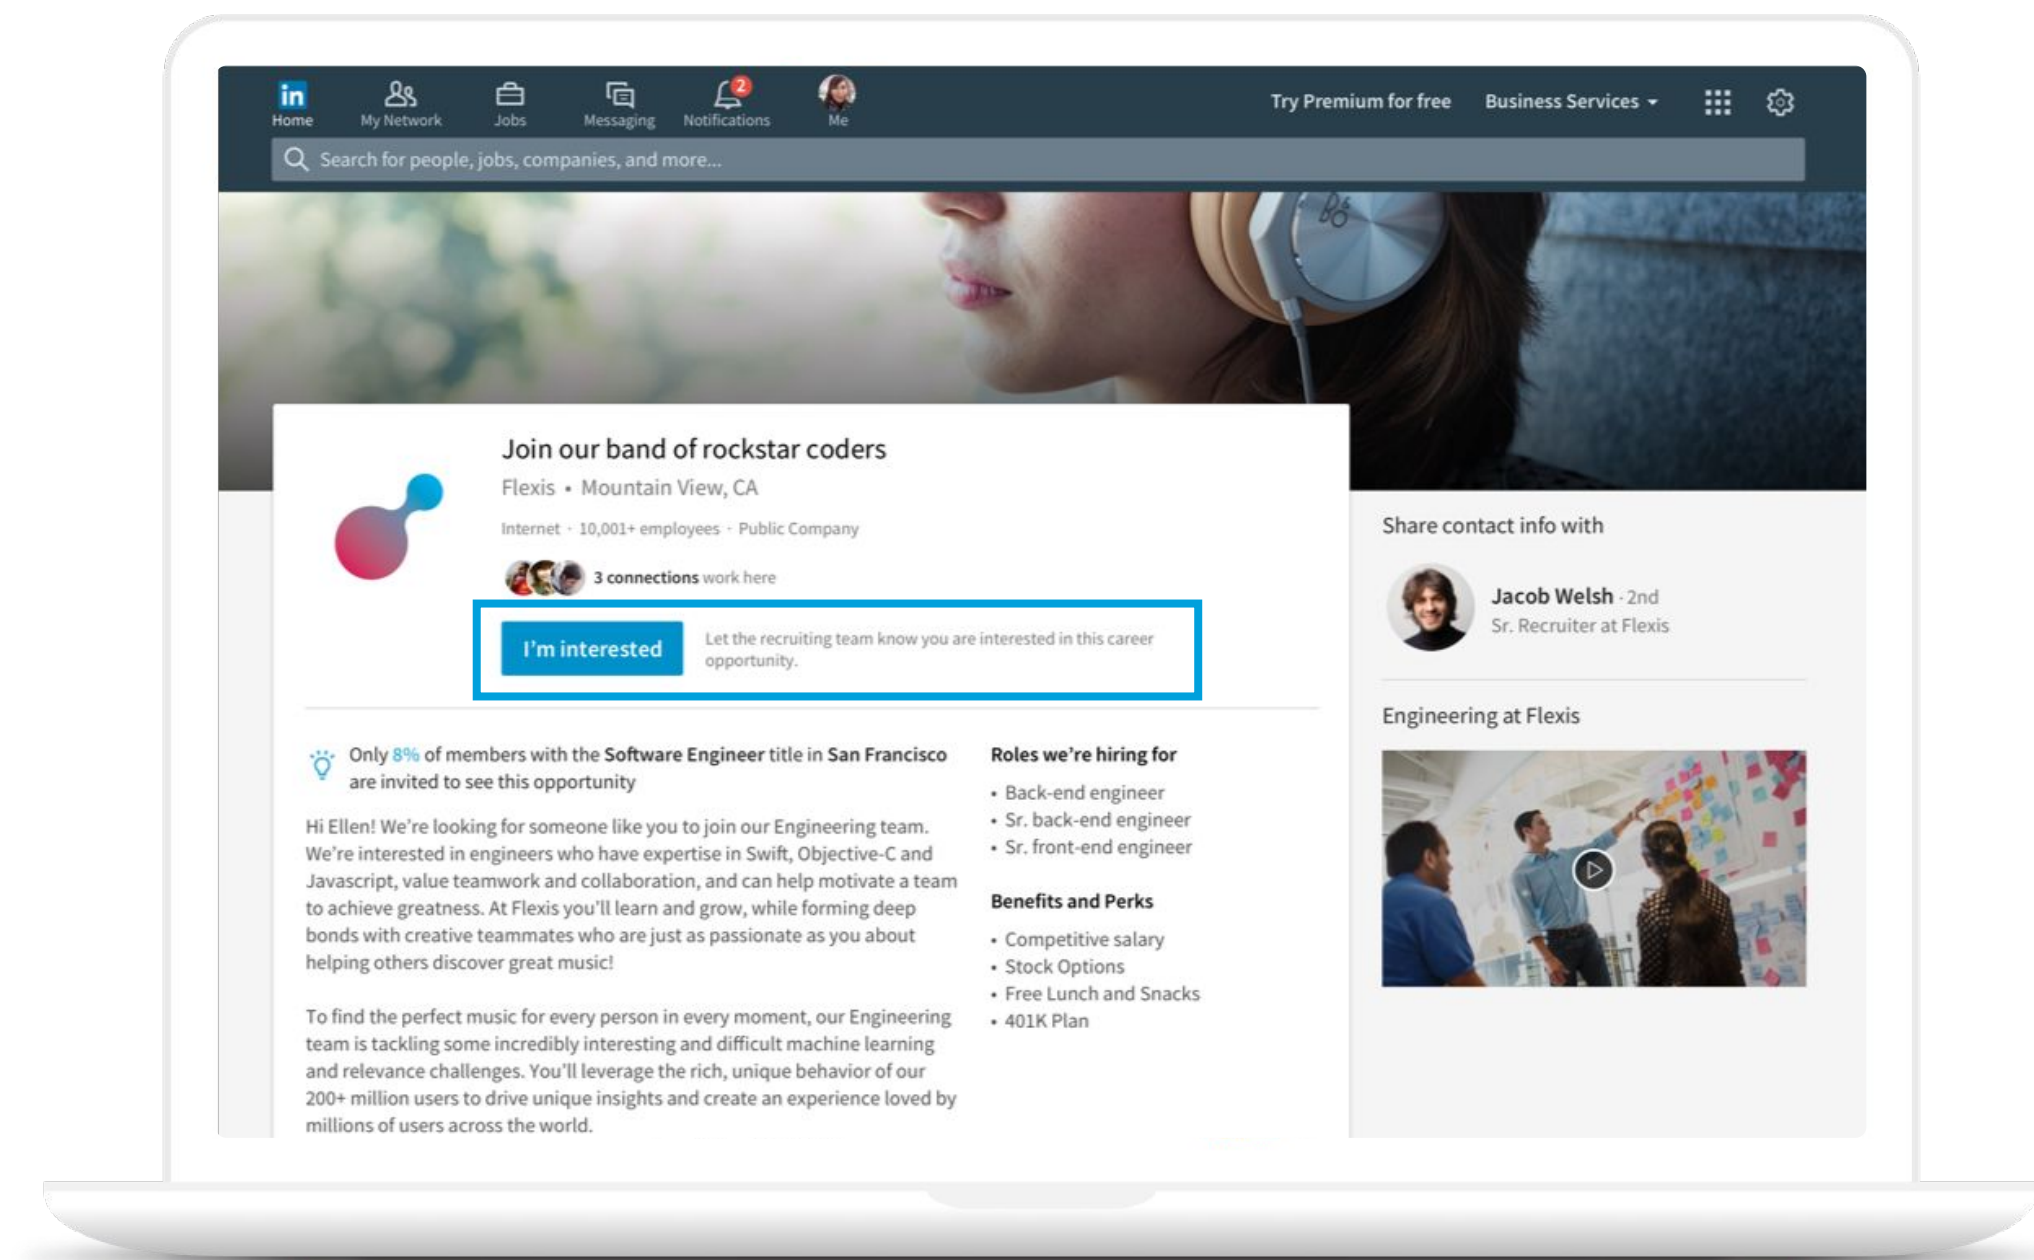 in
Home
My Network
Jobs
Messaging
2
Notifications
Me
Try Premium for free
Business Services
Search for people, jobs, companies, and more...
B&O
Join our band of rockstar coders
Flexis • Mountain View, CA
Internet · 10,001+ employees · Public Company
3 connections work here
I'm interested
Let the recruiting team know you are interested in this career
opportunity.
Only 8% of members with the Software Engineer title in San Francisco
are invited to see this opportunity
Hi Ellen! We're looking for someone like you to join our Engineering team.
We're interested in engineers who have expertise in Swift, Objective-C and
Javascript, value teamwork and collaboration, and can help motivate a team
to achieve greatness. At Flexis you'll learn and grow, while forming deep
bonds with creative teammates who are just as passionate as you about
helping others discover great music!
To find the perfect music for every person in every moment, our Engineering
team is tackling some incredibly interesting and difficult machine learning
and relevance challenges. You'll leverage the rich, unique behavior of our
200+ million users to drive unique insights and create an experience loved by
millions of users across the world.
Roles we're hiring for
• Back-end engineer
• Sr. back-end engineer
• Sr. front-end engineer
Benefits and Perks
• Competitive salary
• Stock Options
• Free Lunch and Snacks
• 401K Plan
Share contact info with
Jacob Welsh · 2nd
Sr. Recruiter at Flexis
Engineering at Flexis